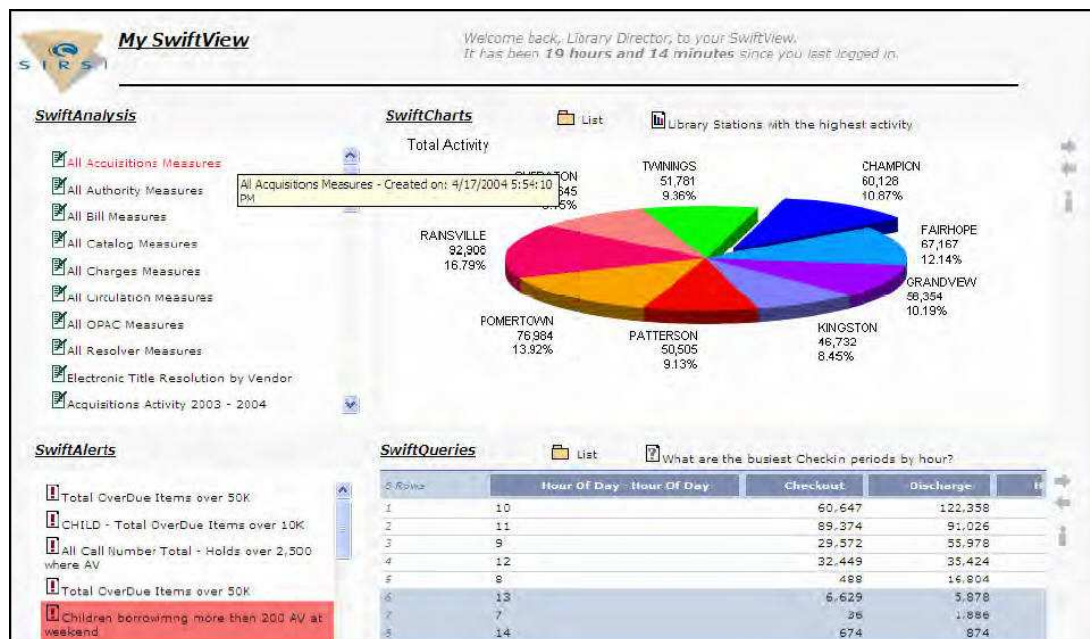 SIRSI
My SwiftView
Welcome back, Library Director, to your SwiftView.
It has been 19 hours and 14 minutes since you last logged in.
SwiftAnalysis
All Acquisitions Measures
All Authority Measures
All Bill Measures
All Catalog Measures
All Charges Measures
All Circulation Measures
All OPAC Measures
All Resolver Measures
Electronic Title Resolution by Vendor
Acquisitions Activity 2003 - 2004
All Acquisitions Measures - Created on: 4/17/2004 5:54:10
PM
SwiftCharts
List
Library Stations with the highest activity
Total Activity
TWININGS
51,781
9.36%
CHAMPION
60,128
10.87%
FAIRHOPE
67,167
12.14%
GRANDVIEW
56,354
10.19%
KINGSTON
46,732
8.45%
PATTERSON
50,505
9.13%
POMERTOWN
76,984
13.92%
RANSVILLE
92,908
16.79%
SwiftAlerts
Total OverDue Items over 50K
CHILD - Total OverDue Items over 10K
All Call Number Total - Holds over 2,500
where AV
Total OverDue Items over 50K
Children borrowimng more then 200 AV at
weekend
SwiftQueries
List
What are the busiest Checkin periods by hour?
5 Rows Hour Of Day - Hour Of Day Checkout Discharge
1 10 60,647 122,358
2 11 89,374 91,026
3 9 29,572 55,978
4 12 32,449 35,424
5 8 488 16,804
6 13 6,629 5,878
7 7 36 1,886
14 674 874